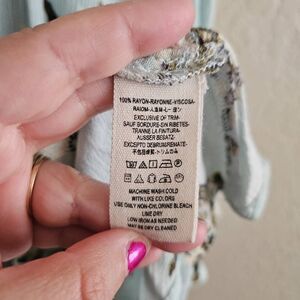 100% RAYON-RAYONNE-VISCOSA-
EXCLUSIVE OF TRIM-
SAUF BORDURE-SIN RIBETES-
TRANNE LA FINITURA-
AUSSER BESATZ-
MACHINE WASH COLD
WITH LIKE COLORS
USE ONLY NON-CHLORINE BLEACH
LINE DRY
LOW IRON AS NEEDED
MAY BE DRY CLEANED